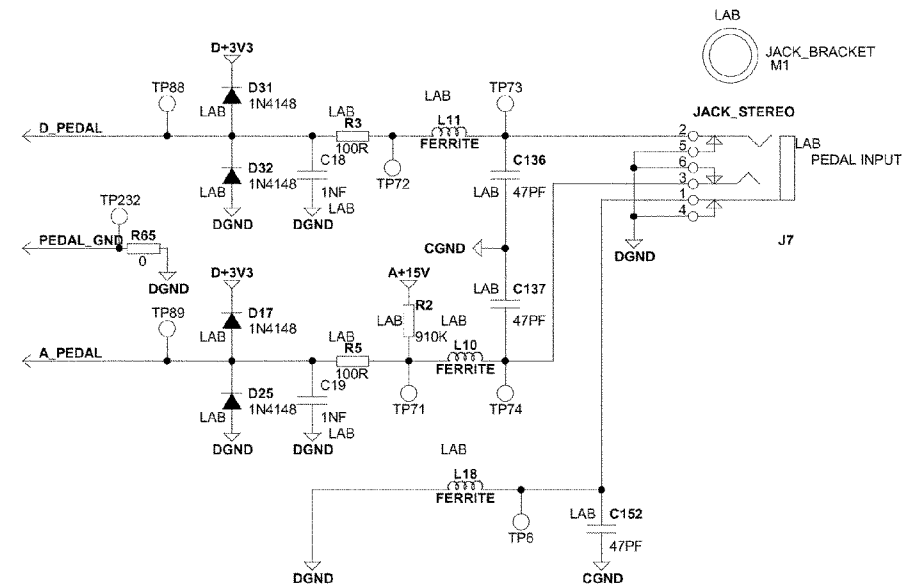 LAB
JACK_BRACKET
M1
D+3V3
TP88
D31
LAB
1N4148
LAB
TP73
JACK_STEREO
D_PEDAL
LAB
R3
100R
L11
FERRITE
2
5
6
3
1
4
LAB
PEDAL INPUT
J7
D32
LAB
1N4148
DGND
C18
1NF
LAB
DGND
TP72
C136
LAB
47PF
TP232
PEDAL_GND
R65
0
DGND
CGND
DGND
D+3V3
A+15V
LAB
C137
47PF
TP89
D17
LAB
1N4148
LAB
R2
910K
LAB
A_PEDAL
LAB
R5
100R
L10
FERRITE
D25
LAB
1N4148
DGND
C19
1NF
LAB
DGND
TP71
TP74
LAB
L18
FERRITE
TP6
LAB
C152
47PF
DGND
CGND